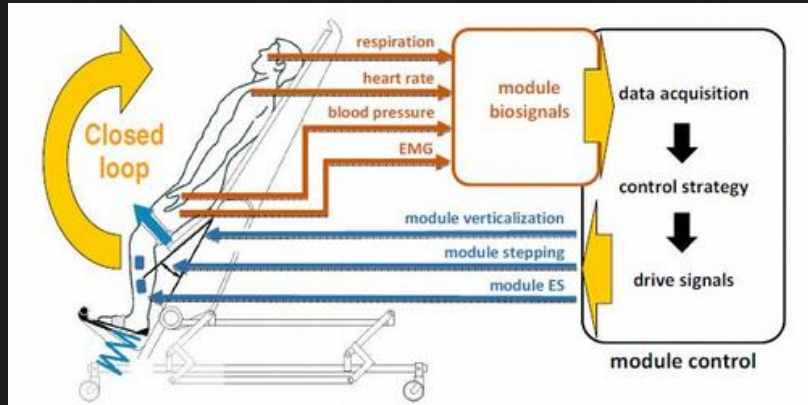 respiration
heart rate
blood pressure
EMG
module
biosignals
Closed
loop
module verticalization
module stepping
module ES
data acquisition
control strategy
drive signals
module control